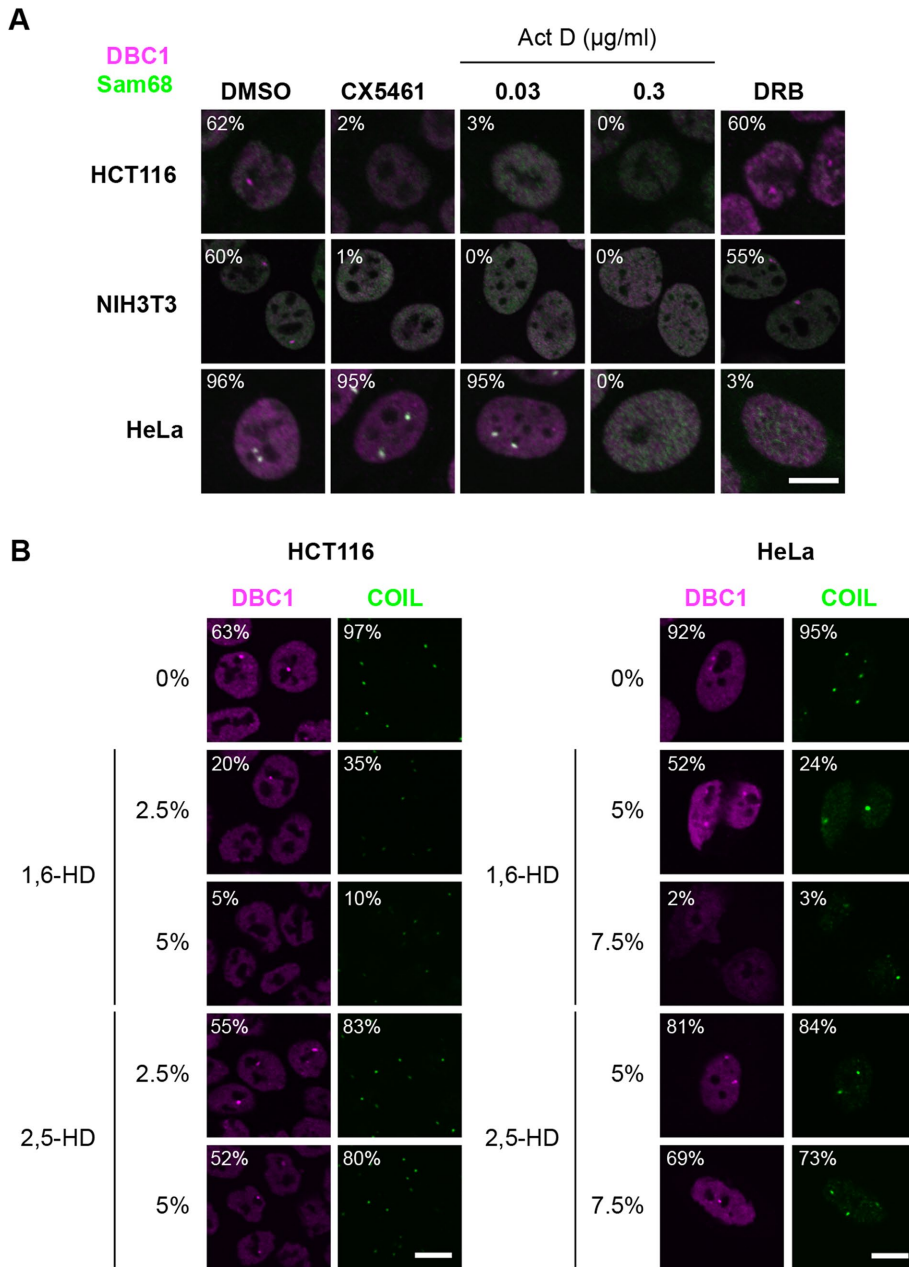 A
Act D (µg/ml)
DBC1
Sam68
DMSO CX5461 0.03 0.3 DRB
HCT116 62% 2% 3% 0% 60%
NIH3T3 60% 1% 0% 0% 55%
HeLa 96% 95% 95% 0% 3%
B
HCT116 HeLa
DBC1 COIL DBC1 COIL
0% 63% 97% 0% 92% 95%
1,6-HD 2.5% 20% 35% 1,6-HD 5% 52% 24%
5% 5% 10% 7.5% 2% 3%
2,5-HD 2.5% 55% 83% 2,5-HD 5% 81% 84%
5% 52% 80% 7.5% 69% 73%